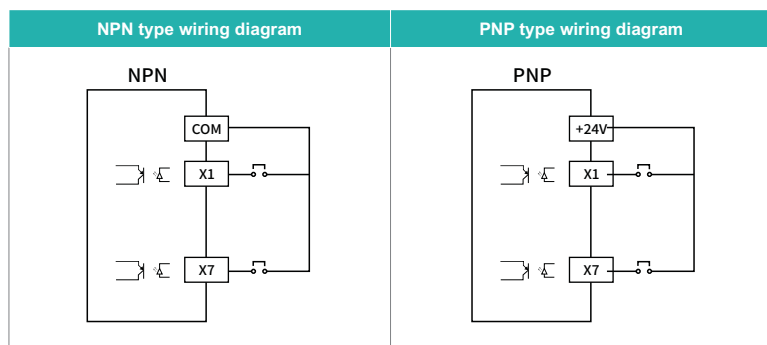 NPN type wiring diagram
PNP type wiring diagram
NPN
COM
X1
X7
PNP
+24V
X1
X7